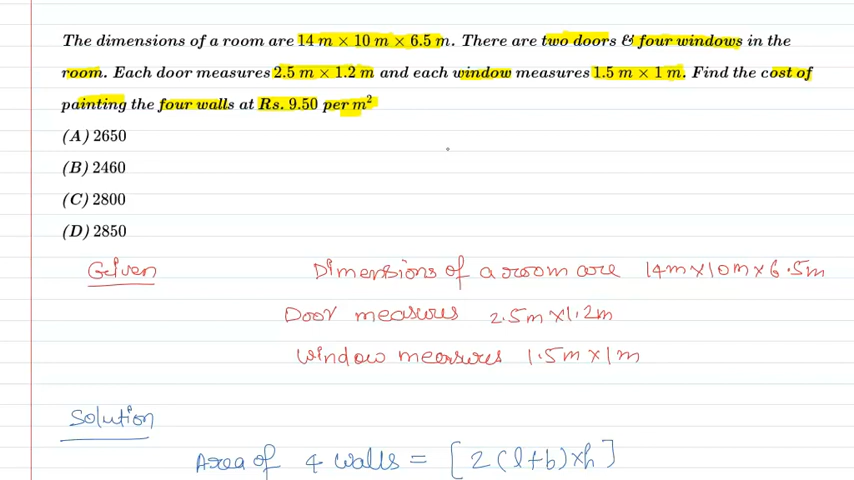 The dimensions of a room are 14 m × 10 m × 6.5 m. There are two doors & four windows in the
room. Each door measures 2.5 m × 1.2 m and each window measures 1.5 m × 1 m. Find the cost of
painting the four walls at Rs. 9.50 per m²
(A) 2650
(B) 2460
(C) 2800
(D) 2850
Given Dimensions of a room are 14m×10m×6.5m
Door measures 2.5m×1.2m
window measures 1.5m×1m
Solution
Area of 4 walls = [2(l+b)×h]